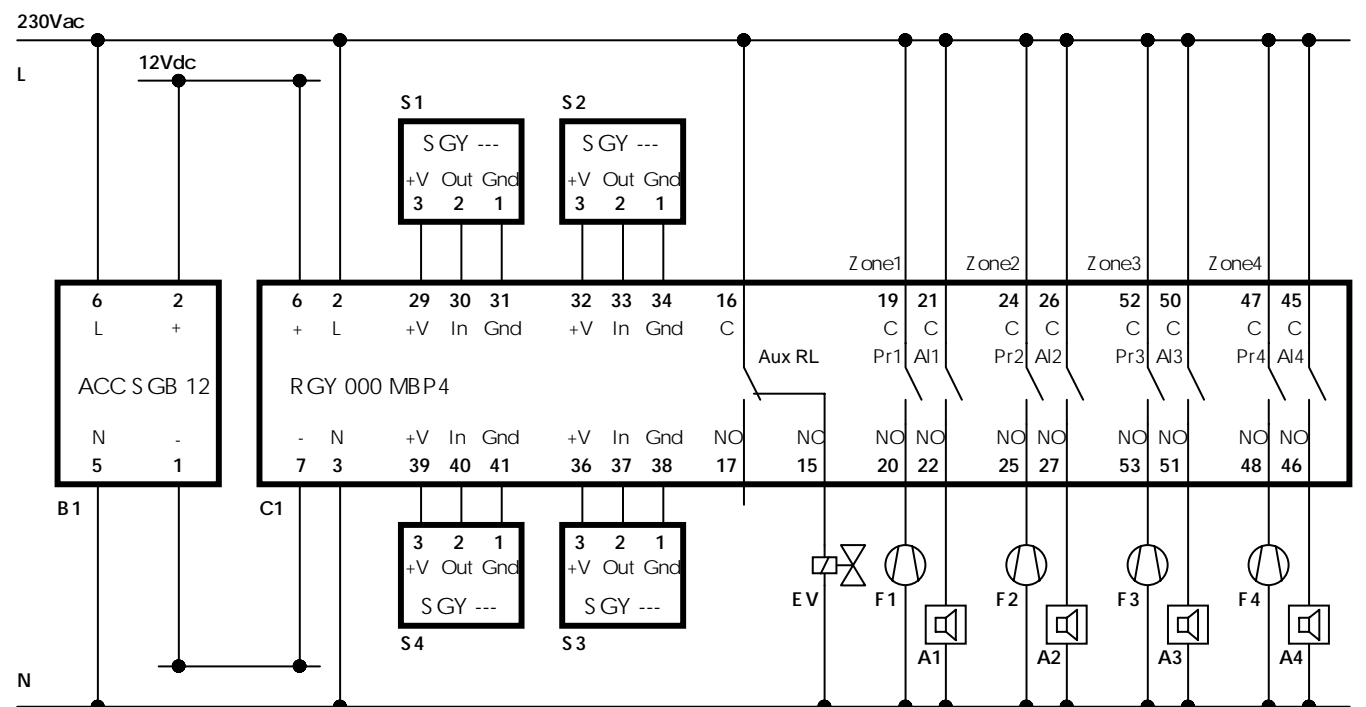 230Vac
12Vdc
L
S1 S2
SGY --- SGY ---
+V Out Gnd +V Out Gnd
3 2 1 3 2 1
Zone1 Zone2 Zone3 Zone4
6 2 6 2 29 30 31 32 33 34 16 19 21 24 26 52 50 47 45
L + + L +V In Gnd +V In Gnd C C C C C C C C C
Aux RL Pr1 Al1 Pr2 Al2 Pr3 Al3 Pr4 Al4
ACC SGB 12 RGY 000 MBP4
N - - N +V In Gnd +V In Gnd NO NC NO NO NO NO NO NO NO NO
5 1 7 3 39 40 41 36 37 38 17 15 20 22 25 27 53 51 48 46
B1 C1
3 2 1 3 2 1
+V Out Gnd +V Out Gnd
SGY --- SGY ---
EV F1 F2 F3 F4
S4 S3
A1 A2 A3 A4
N